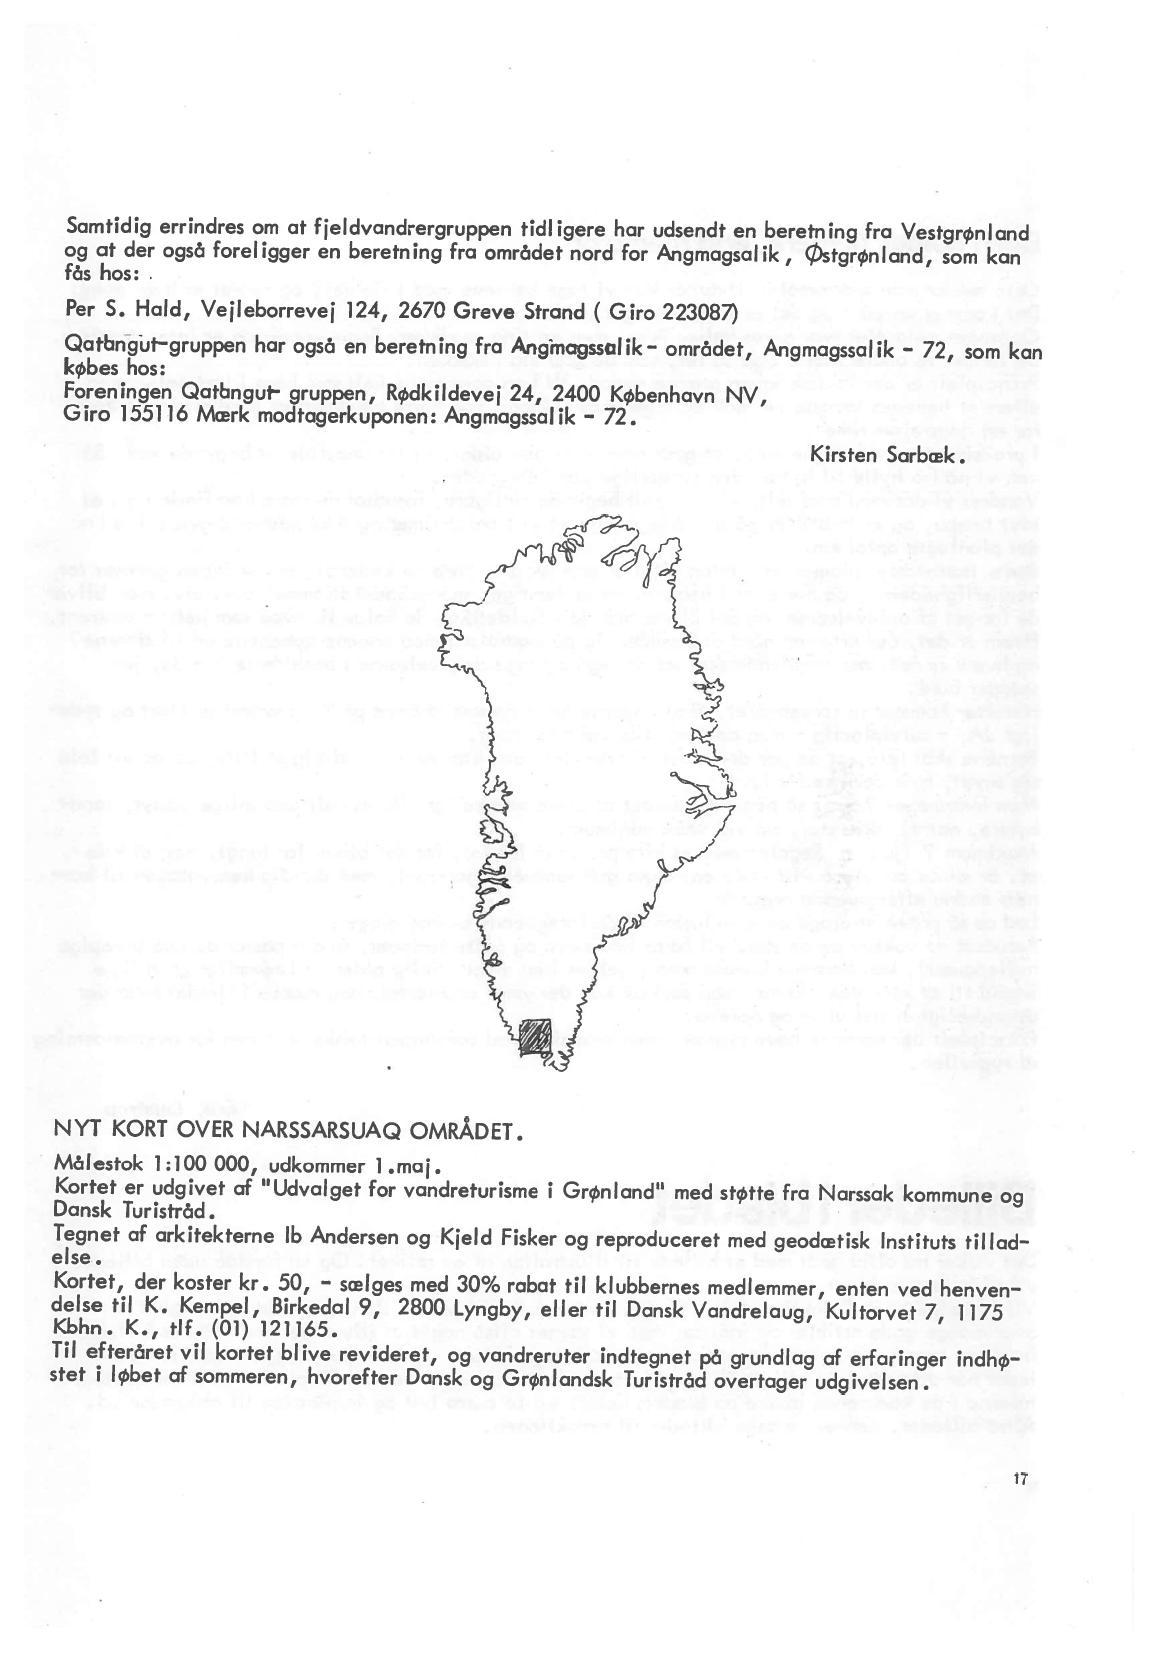 Samtidig errindres om at fjeldvandrergruppen tidligere har udsendt en beretning fra Vestgrønland
og at der også foreligger en beretning fra området nord for Angmagsalik, Østgrønland, som kan
fås hos:
Per S. Hald, Vejleborrevej 124, 2670 Greve Strand ( Giro 223087)
Qatângut-gruppen har også en beretning fra Angmagssalik- området, Angmagssalik - 72, som kan
købes hos:
Foreningen Qatângut- gruppen, Rødkildevej 24, 2400 København NV,
Giro 155116 Mærk modtagerkuponen: Angmagssalik - 72.
Kirsten Sarbæk.
NYT KORT OVER NARSSARSUAQ OMRÅDET.
Målestok 1:100 000, udkommer 1.maj.
Kortet er udgivet af "Udvalget for vandreturisme i Grønland" med støtte fra Narssak kommune og
Dansk Turistråd.
Tegnet af arkitekterne Ib Andersen og Kjeld Fisker og reproduceret med geodætisk Instituts tillad-
else.
Kortet, der koster kr. 50, - sælges med 30% rabat til klubbernes medlemmer, enten ved henven-
delse til K. Kempel, Birkedal 9, 2800 Lyngby, eller til Dansk Vandrelaug, Kultorvet 7, 1175
Kbhn. K., tlf. (01) 121165.
Til efteråret vil kortet blive revideret, og vandreruter indtegnet på grundlag af erfaringer indhø-
stet i løbet af sommeren, hvorefter Dansk og Grønlandsk Turistråd overtager udgivelsen.
17